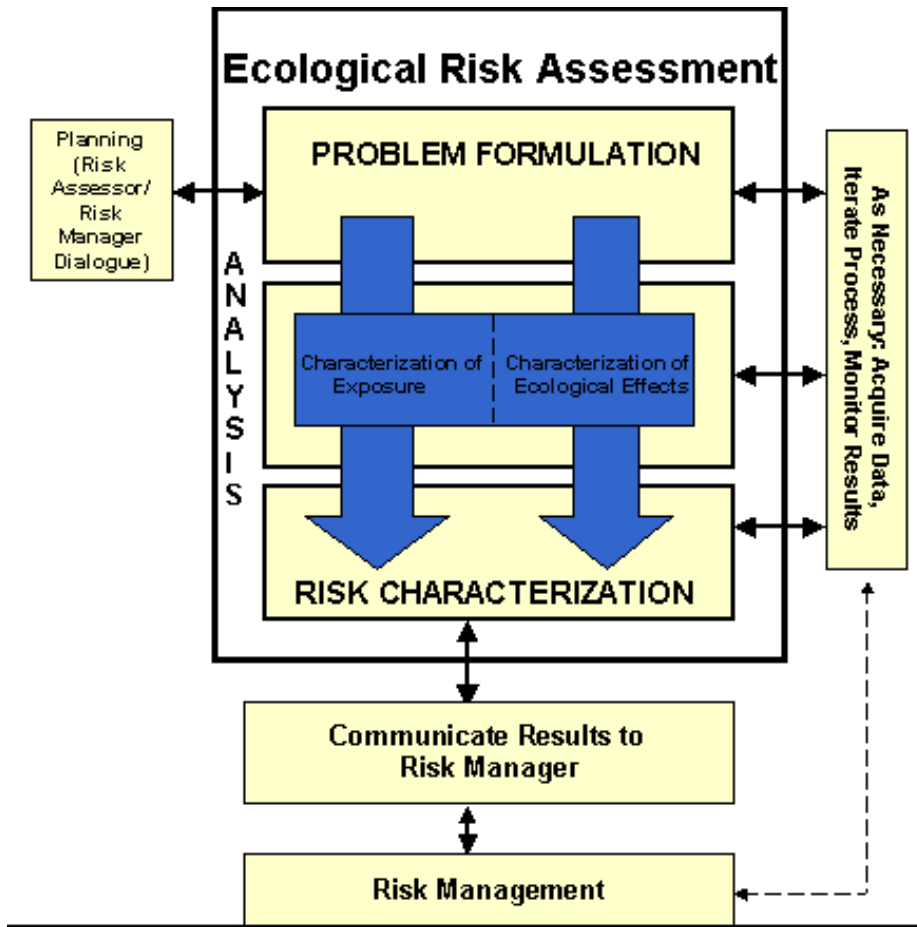 Ecological Risk Assessment
Planning
(Risk
Assessor/
Risk
Manager
Dialogue)
PROBLEM FORMULATION
ANALYSIS
Characterization of
Exposure
Characterization of
Ecological Effects
RISK CHARACTERIZATION
As Necessary: Acquire Data,
Iterate Process, Monitor Results
Communicate Results to
Risk Manager
Risk Management